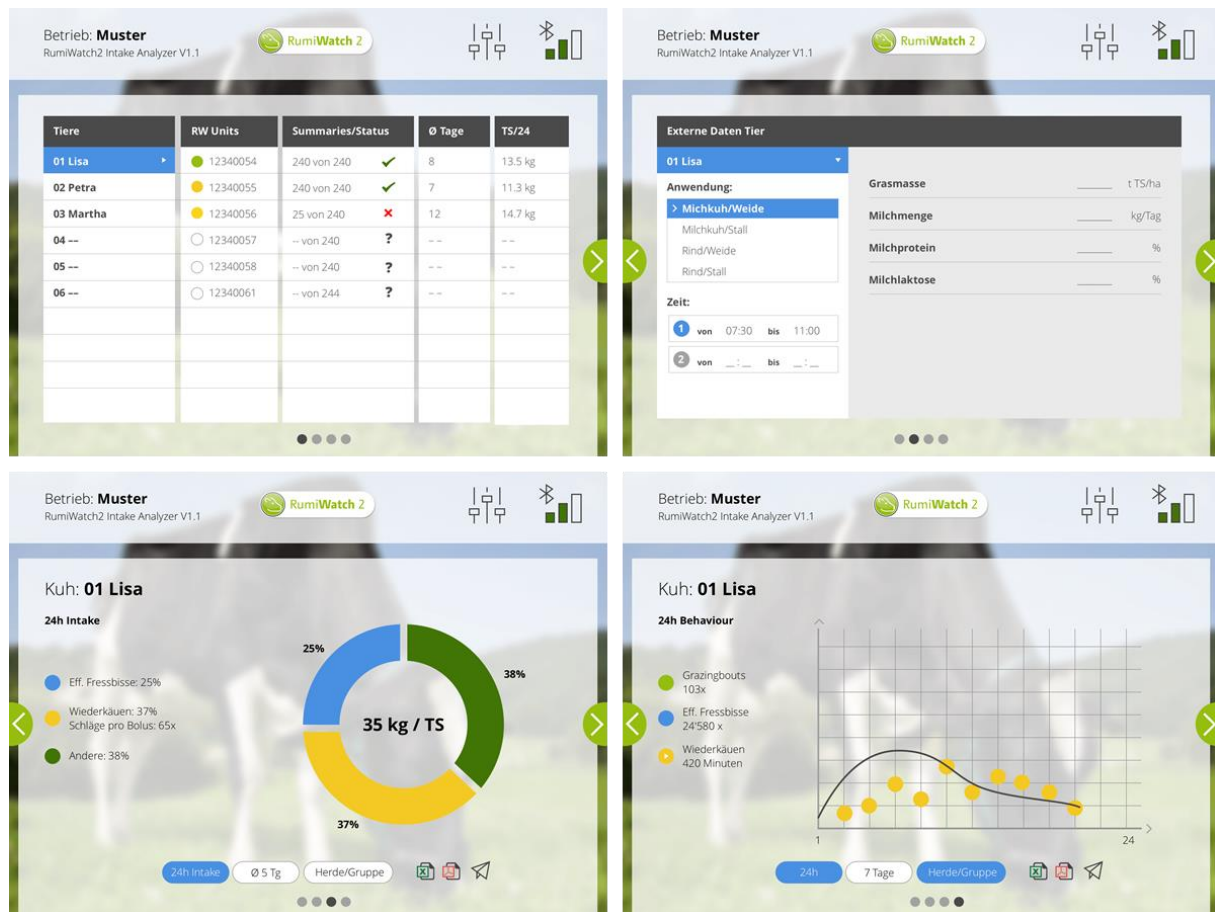 Betrieb: Muster
RumiWatch2 Intake Analyzer V1.1
RumiWatch 2
Tiere RW Units Summaries/Status Ø Tage TS/24
01 Lisa 12340054 240 von 240 8 13.5 kg
02 Petra 12340055 240 von 240 7 11.3 kg
03 Martha 12340056 25 von 240 12 14.7 kg
04 -- 12340057 -- von 240 ? -- --
05 -- 12340058 -- von 240 ? -- --
06 -- 12340061 -- von 244 ? -- --
Betrieb: Muster
RumiWatch2 Intake Analyzer V1.1
RumiWatch 2
Externe Daten Tier
01 Lisa
Anwendung:
> Michkuh/Weide
Milchkuh/Stall
Rind/Weide
Rind/Stall
Zeit:
1 von 07:30 bis 11:00
2 von __:__ bis __:__
Grasmasse ____ t TS/ha
Milchmenge ____ kg/Tag
Milchprotein ____ %
Milchlaktose ____ %
Betrieb: Muster
RumiWatch2 Intake Analyzer V1.1
RumiWatch 2
Kuh: 01 Lisa
24h Intake
Eff. Fressbisse: 25%
Wiederkäuen: 37%
Schläge pro Bolus: 65x
Andere: 38%
25%
38%
35 kg / TS
37%
24h Intake Ø 5 Tg Herde/Gruppe
Betrieb: Muster
RumiWatch2 Intake Analyzer V1.1
RumiWatch 2
Kuh: 01 Lisa
24h Behaviour
Grazingbouts
103x
Eff. Fressbisse
24'580 x
Wiederkäuen
420 Minuten
1 24
24h 7 Tage Herde/Gruppe